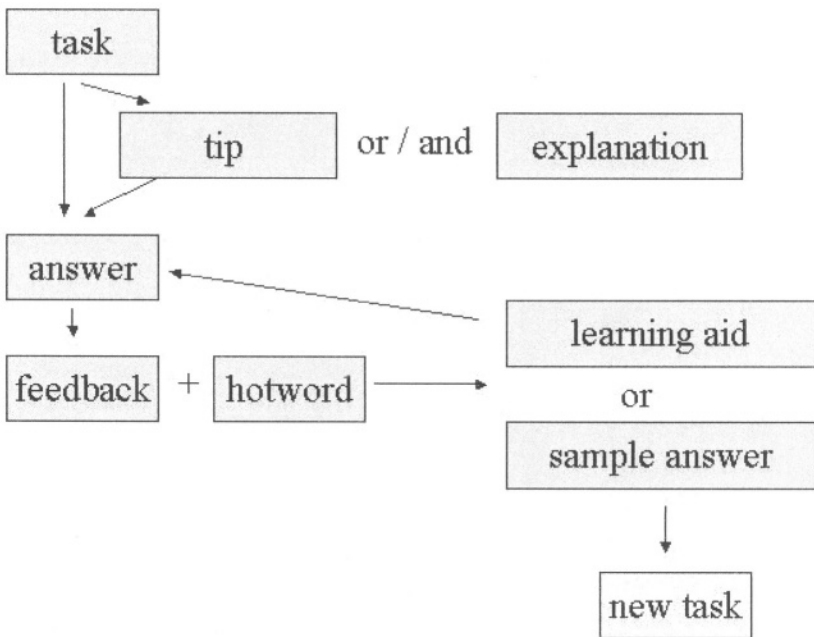 task
tip or / and explanation
answer
learning aid
feedback + hotword
or
sample answer
new task